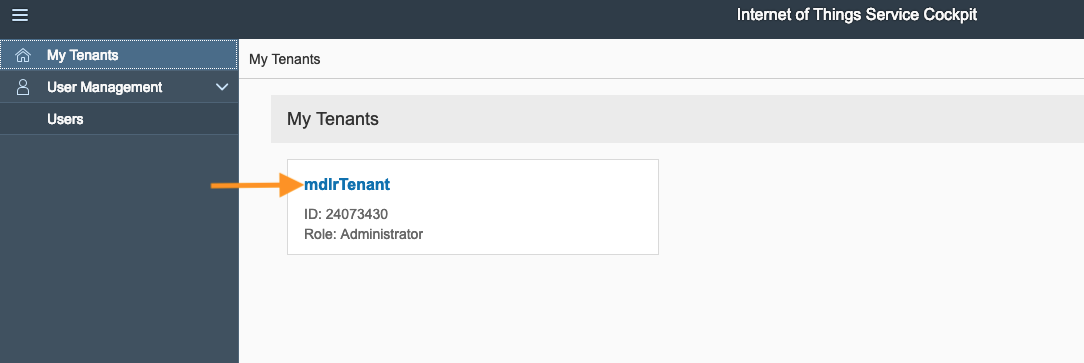 Internet of Things Service Cockpit
My Tenants
User Management
Users
My Tenants
My Tenants
mdlrTenant
ID: 24073430
Role: Administrator